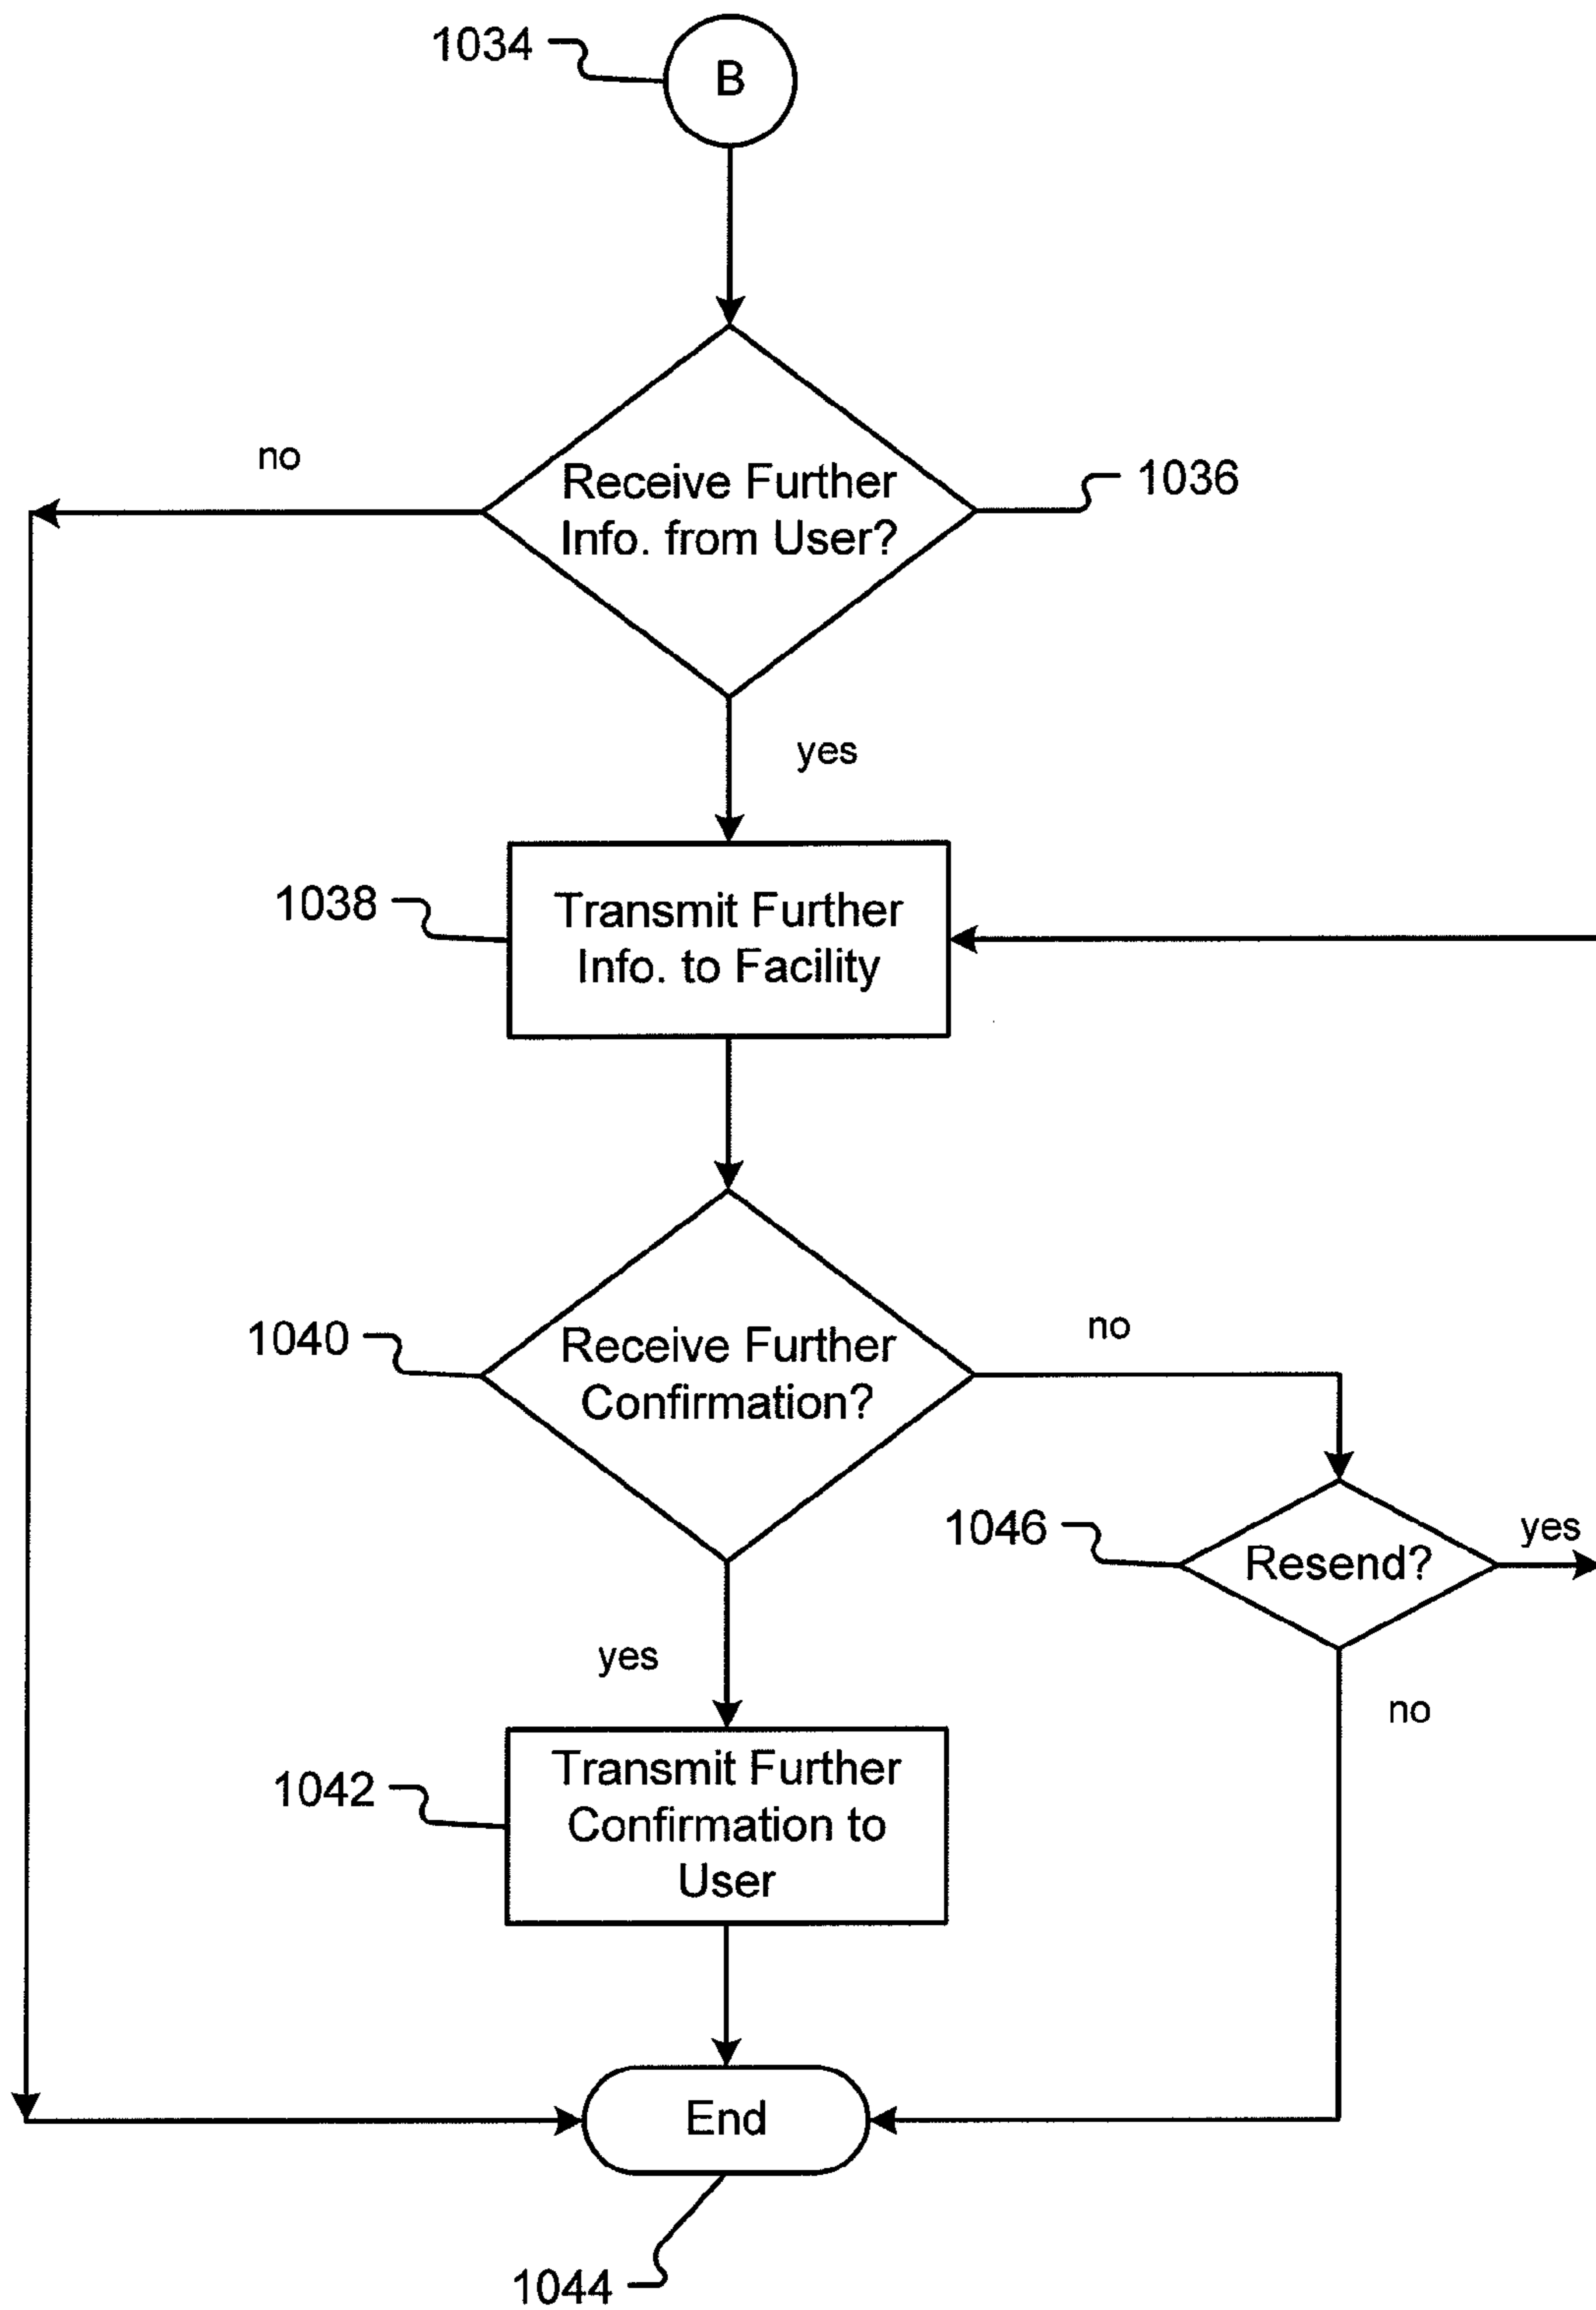 1034
B
no
Receive Further
Info. from User?
1036
yes
1038
Transmit Further
Info. to Facility
1040
Receive Further
Confirmation?
no
1046
Resend?
yes
yes
no
1042
Transmit Further
Confirmation to
User
End
1044